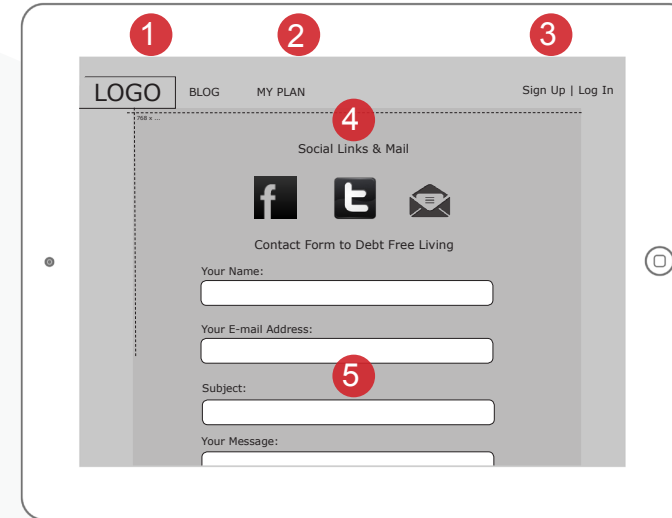 1
2
3
LOGO BLOG MY PLAN Sign Up | Log In
768 x ...
4
Social Links & Mail
f t
Contact Form to Debt Free Living
Your Name:
Your E-mail Address:
5
Subject:
Your Message: